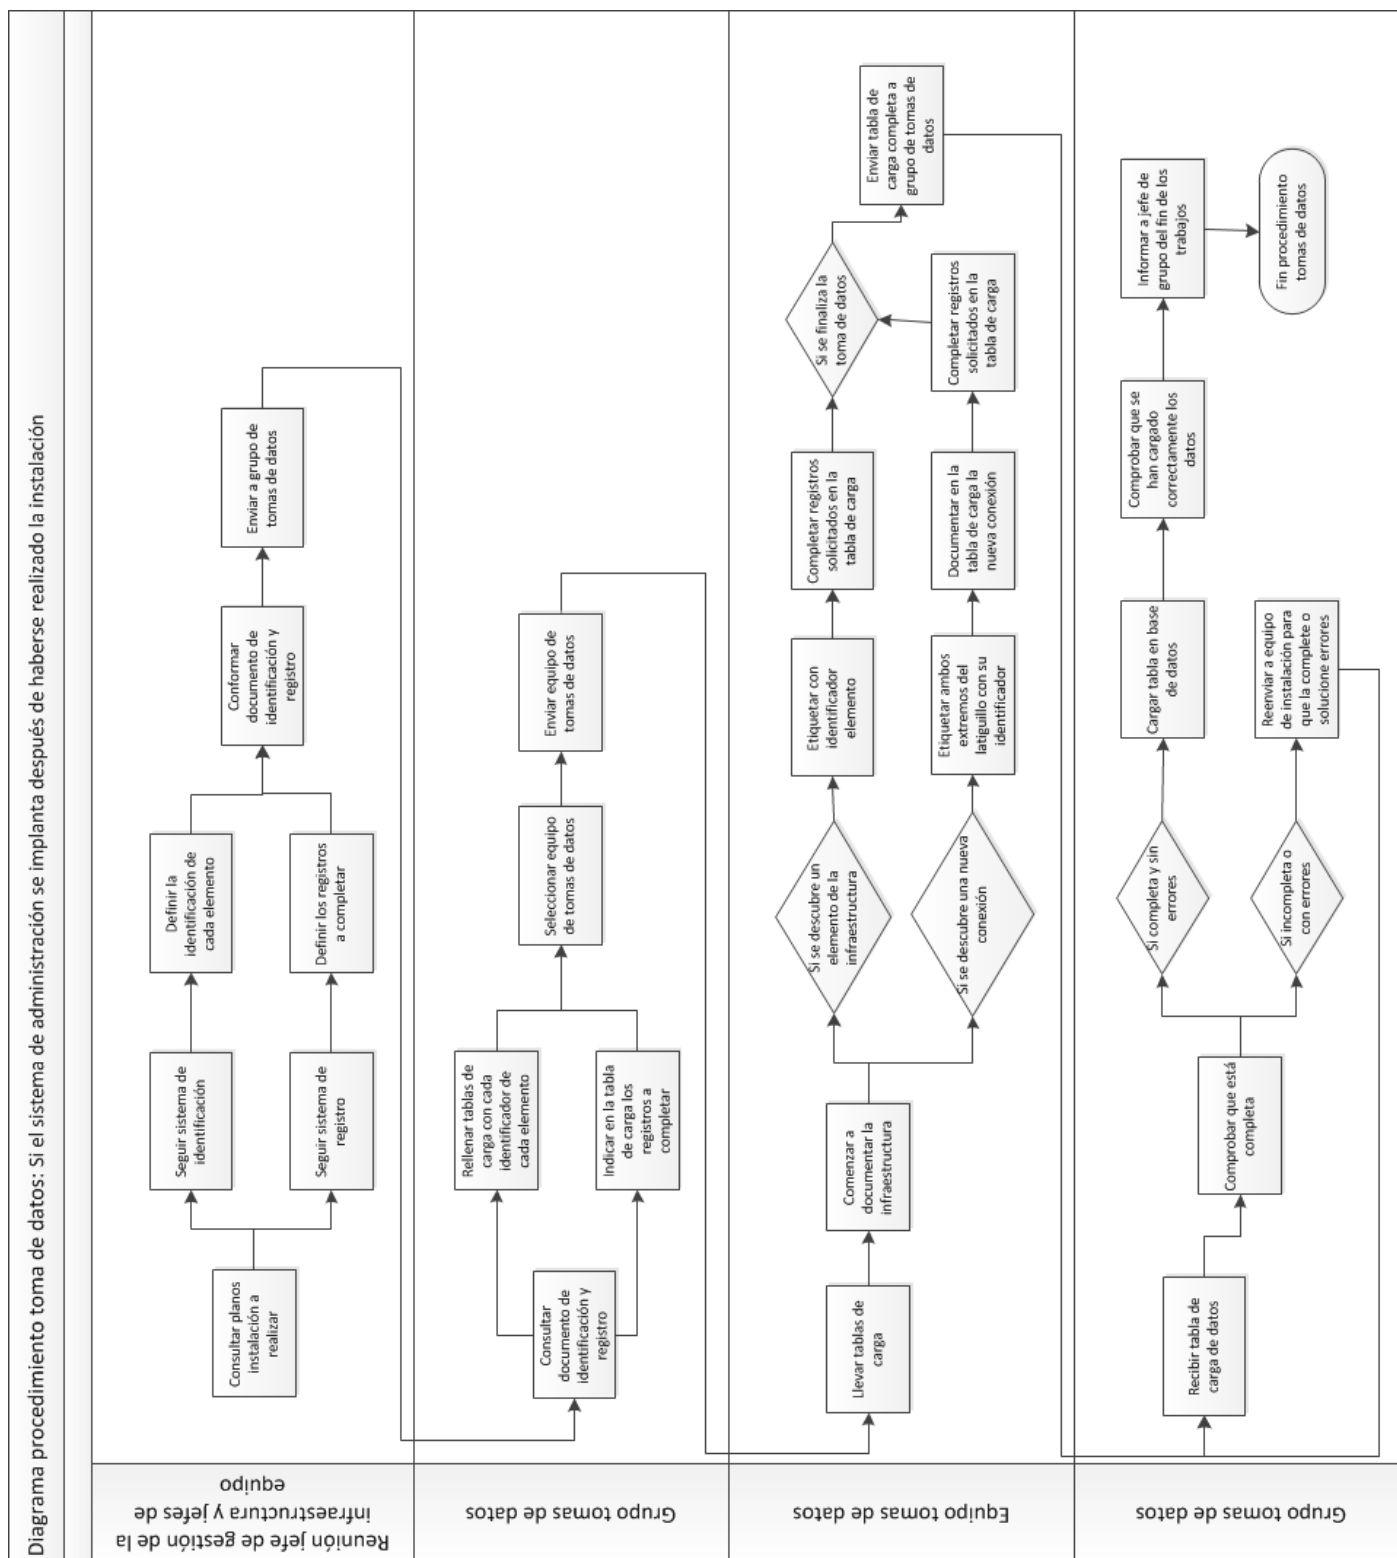 Diagrama procedimiento toma de datos: Si el sistema de administración se implanta después de haberse realizado la instalación
Reunión jefe de gestión de la
infraestructura y jefes de
equipo
Consultar planos
instalación a
realizar
Seguir sistema de
identificación
Definir la
identificación de
cada elemento
Seguir sistema de
registro
Definir los registros
a completar
Conformar
documento de
identificación y
registro
Enviar a grupo de
tomas de datos
Grupo tomas de datos
Consultar
documento de
identificación y
registro
Rellenar tablas de
carga con cada
identificador de
cada elemento
Indicar en la tabla
de carga los
registros a
completar
Seleccionar equipo
de tomas de datos
Enviar equipo de
tomas de datos
Equipo tomas de datos
Llevar tablas de
carga
Comenzar a
documentar la
infraestructura
Si se descubre un
elemento de la
infraestructura
Etiquetar con
identificador
elemento
Completar registros
solicitados en la
tabla de carga
Si se descubre una nueva
conexión
Etiquetar ambos
extremos del
latiguillo con su
identificador
Documentar en la
tabla de carga la
nueva conexión
Completar registros
solicitados en la
tabla de carga
Si se finaliza la
toma de datos
Enviar tabla de
carga completa a
grupo de tomas de
datos
Grupo tomas de datos
Recibir tabla de
carga de datos
Comprobar que está
completa
Si completa y sin
errores
Cargar tabla en base
de datos
Comprobar que se
han cargado
correctamente los
datos
Informar a jefe de
grupo del fin de los
trabajos
Si incompleta o
con errores
Reenviar a equipo
de instalación para
que la complete o
solucione errores
Fin procedimiento
tomas de datos